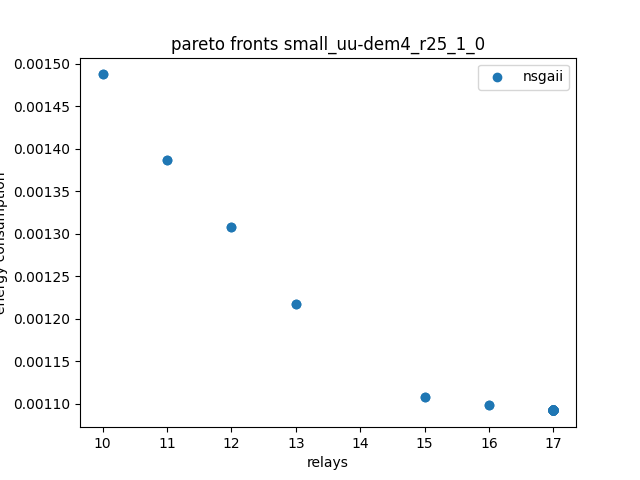 pareto fronts small_uu-dem4_r25_1_0
nsgaii
0.00150
0.00145
0.00140
0.00135
0.00130
0.00125
0.00120
0.00115
0.00110
energy consumption
10 11 12 13 14 15 16 17
relays